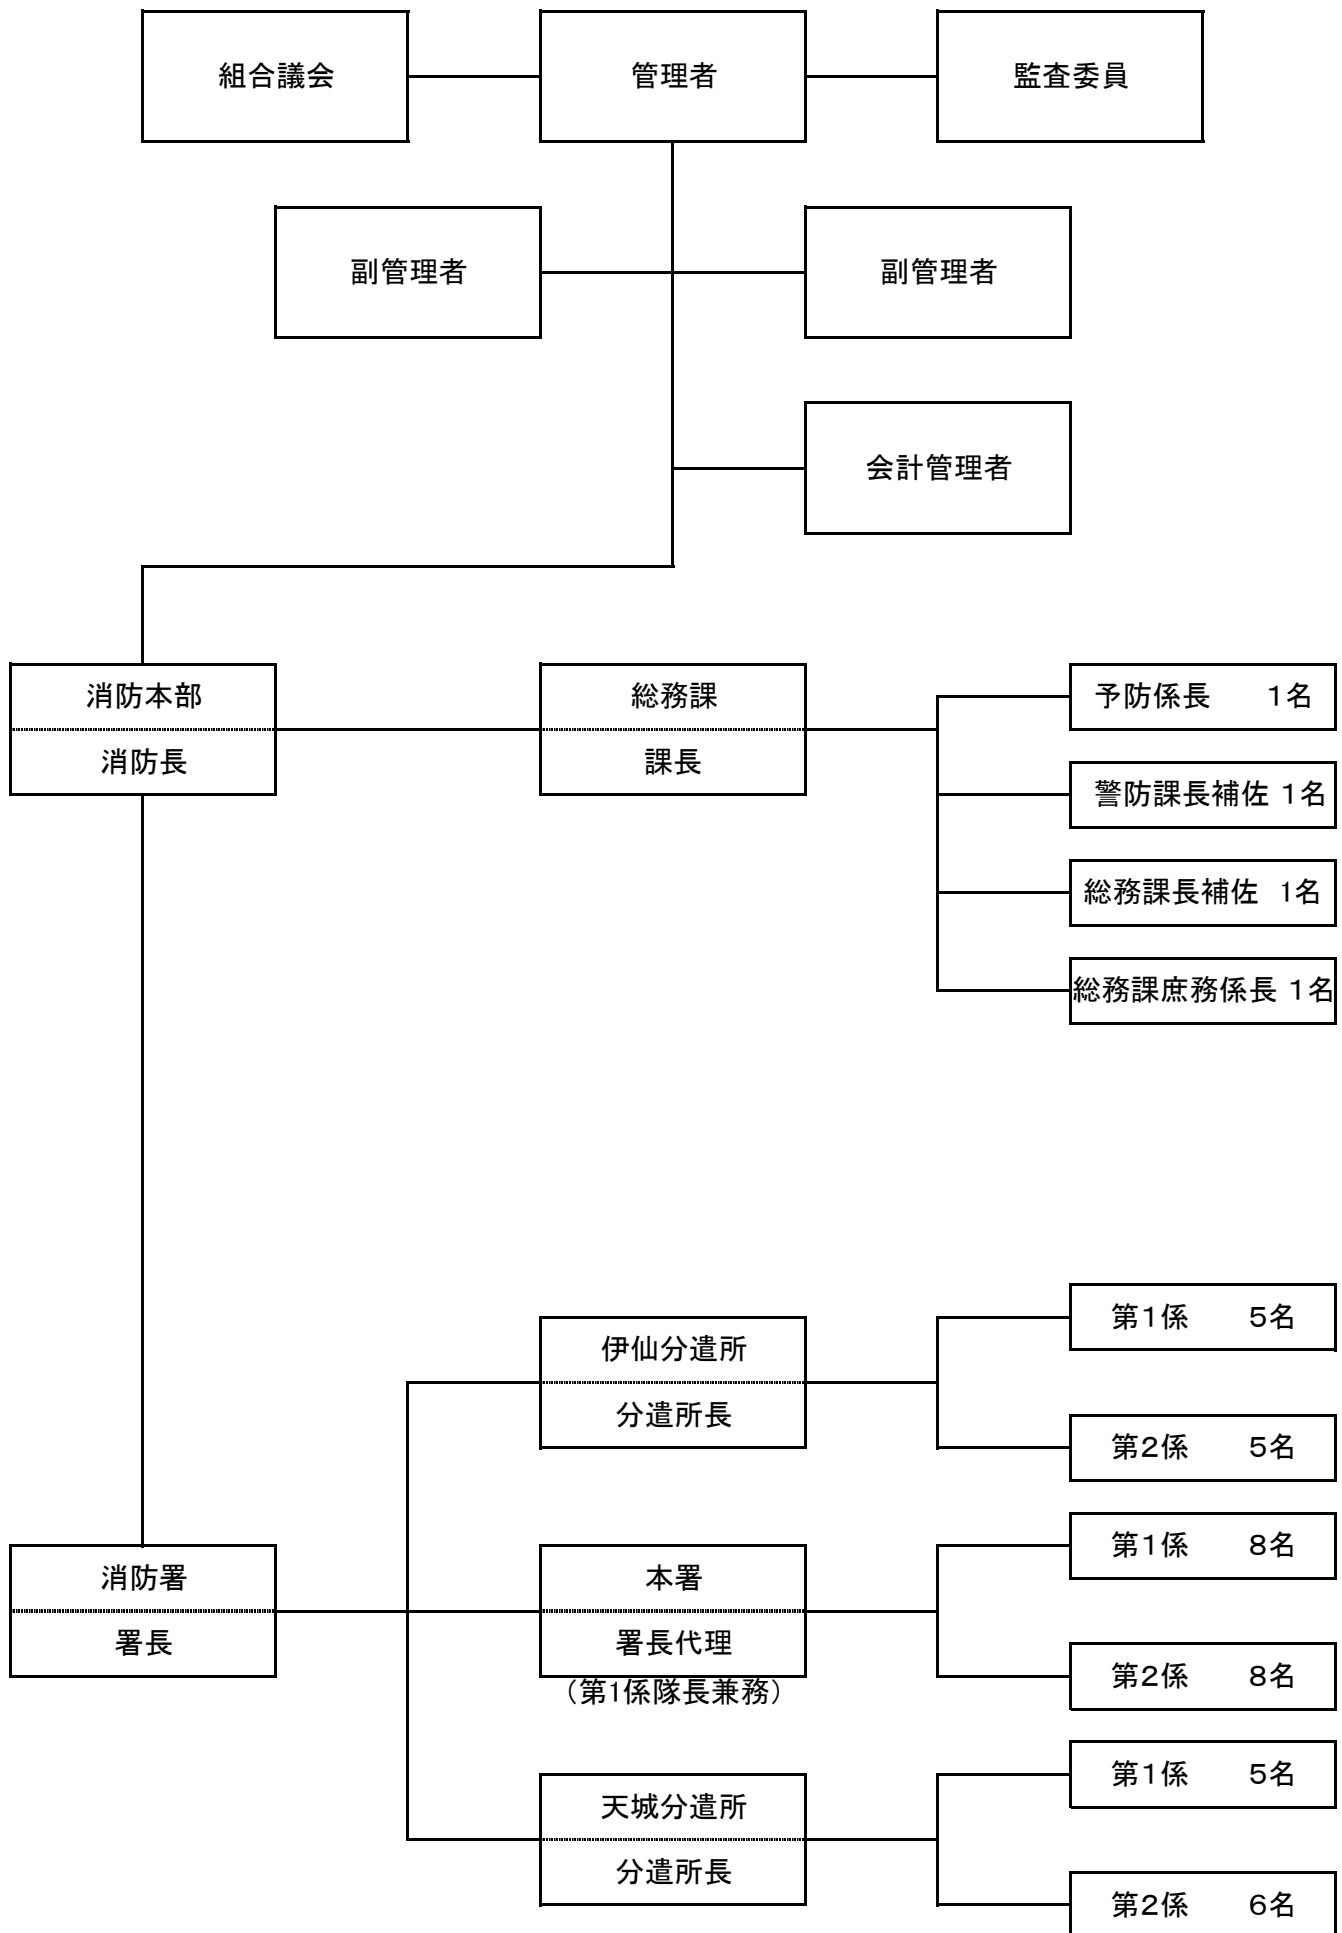 組合議会
管理者
監査委員
副管理者
副管理者
会計管理者
消防本部
消防長
総務課
課長
予防係長 1名
警防課長補佐 1名
総務課長補佐 1名
総務課庶務係長 1名
伊仙分遣所
分遣所長
第1係 5名
第2係 5名
消防署
署長
本署
署長代理
（第1係隊長兼務）
第1係 8名
第2係 8名
天城分遣所
分遣所長
第1係 5名
第2係 6名